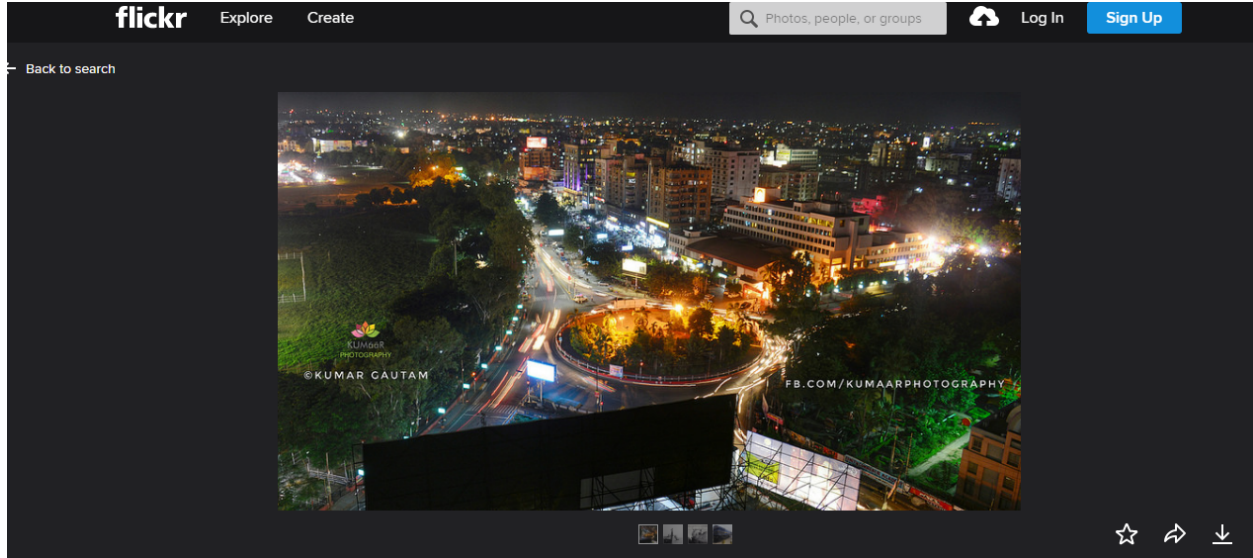 flickr
Explore
Create
Photos, people, or groups
Log In
Sign Up
Back to search
KUMààR
PHOTOGRAPHY
©KUMAR GAUTAM
FB.COM/KUMAARPHOTOGRAPHY